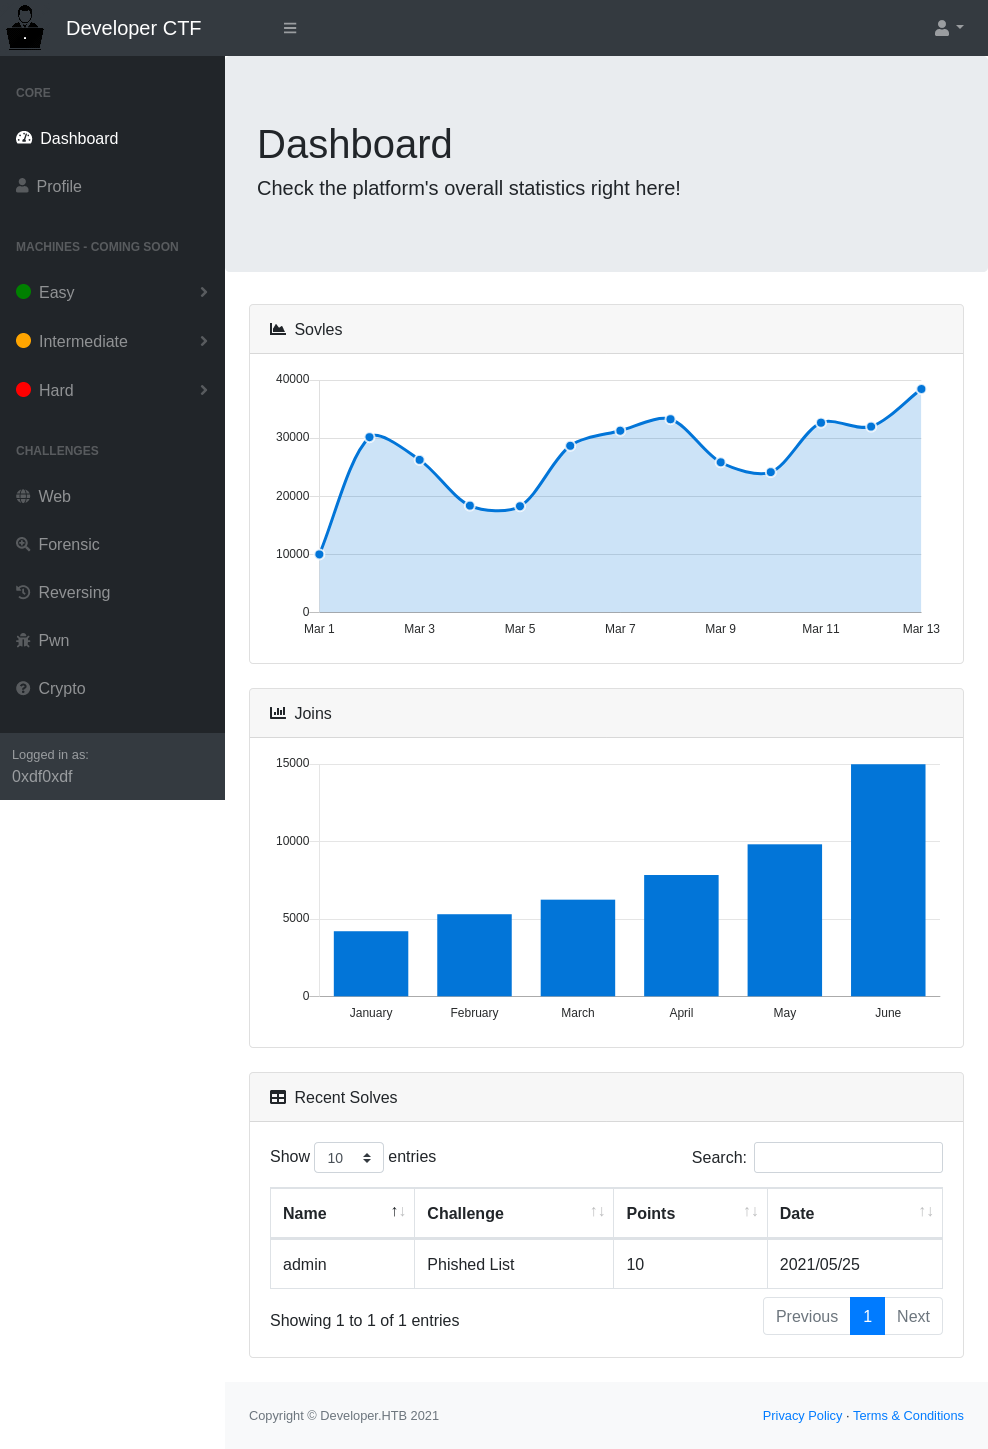 Developer CTF
CORE
Dashboard
Profile
MACHINES - COMING SOON
Easy
Intermediate
Hard
CHALLENGES
Web
Forensic
Reversing
Pwn
Crypto
Logged in as:
0xdf0xdf
Dashboard
Check the platform's overall statistics right here!
Sovles
40000
30000
20000
10000
0
Mar 1 Mar 3 Mar 5 Mar 7 Mar 9 Mar 11 Mar 13
Joins
15000
10000
5000
0
January February March April May June
Recent Solves
Show 10 entries Search:
Name Challenge Points Date
admin Phished List 10 2021/05/25
Showing 1 to 1 of 1 entries Previous 1 Next
Copyright © Developer.HTB 2021 Privacy Policy · Terms & Conditions